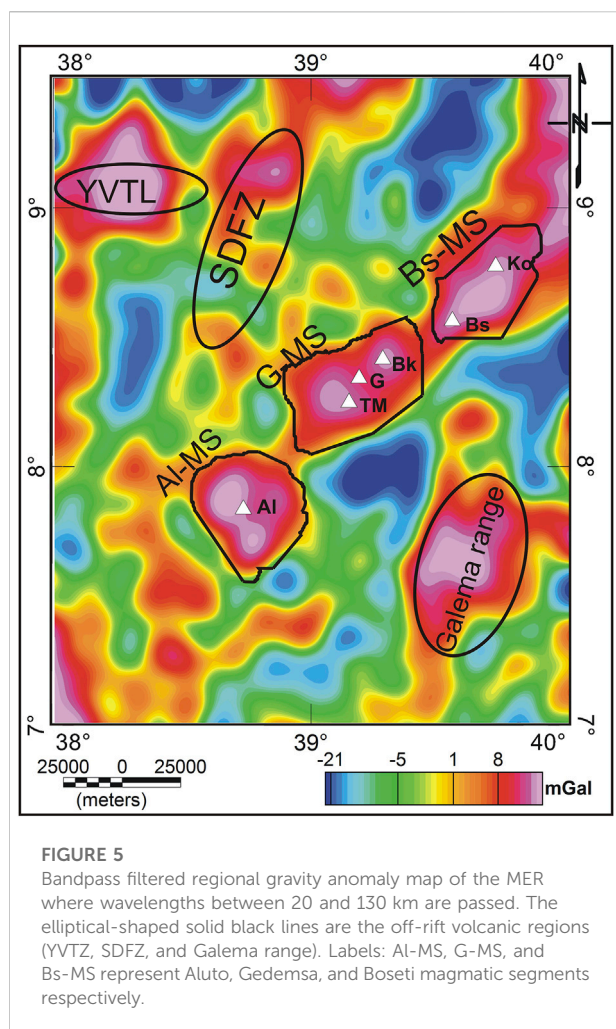 38° 39° 40°
N
YVTL
SDFZ
9° 9°
Bs-MS
Ko
Bs
G-MS
Bk
G
TM
8° 8°
Al-MS
Al
Galema range
7° 7°
38° 39° 40°
25000 0 25000
(meters)
-21 -5 1 8 mGal
FIGURE 5
Bandpass filtered regional gravity anomaly map of the MER
where wavelengths between 20 and 130 km are passed. The
elliptical-shaped solid black lines are the off-rift volcanic regions
(YVTZ, SDFZ, and Galema range). Labels: Al-MS, G-MS, and
Bs-MS represent Aluto, Gedemsa, and Boseti magmatic segments
respectively.